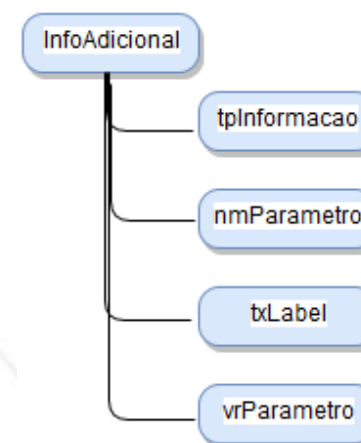 InfoAdicional
tpInformacao
nmParametro
txLabel
vrParametro